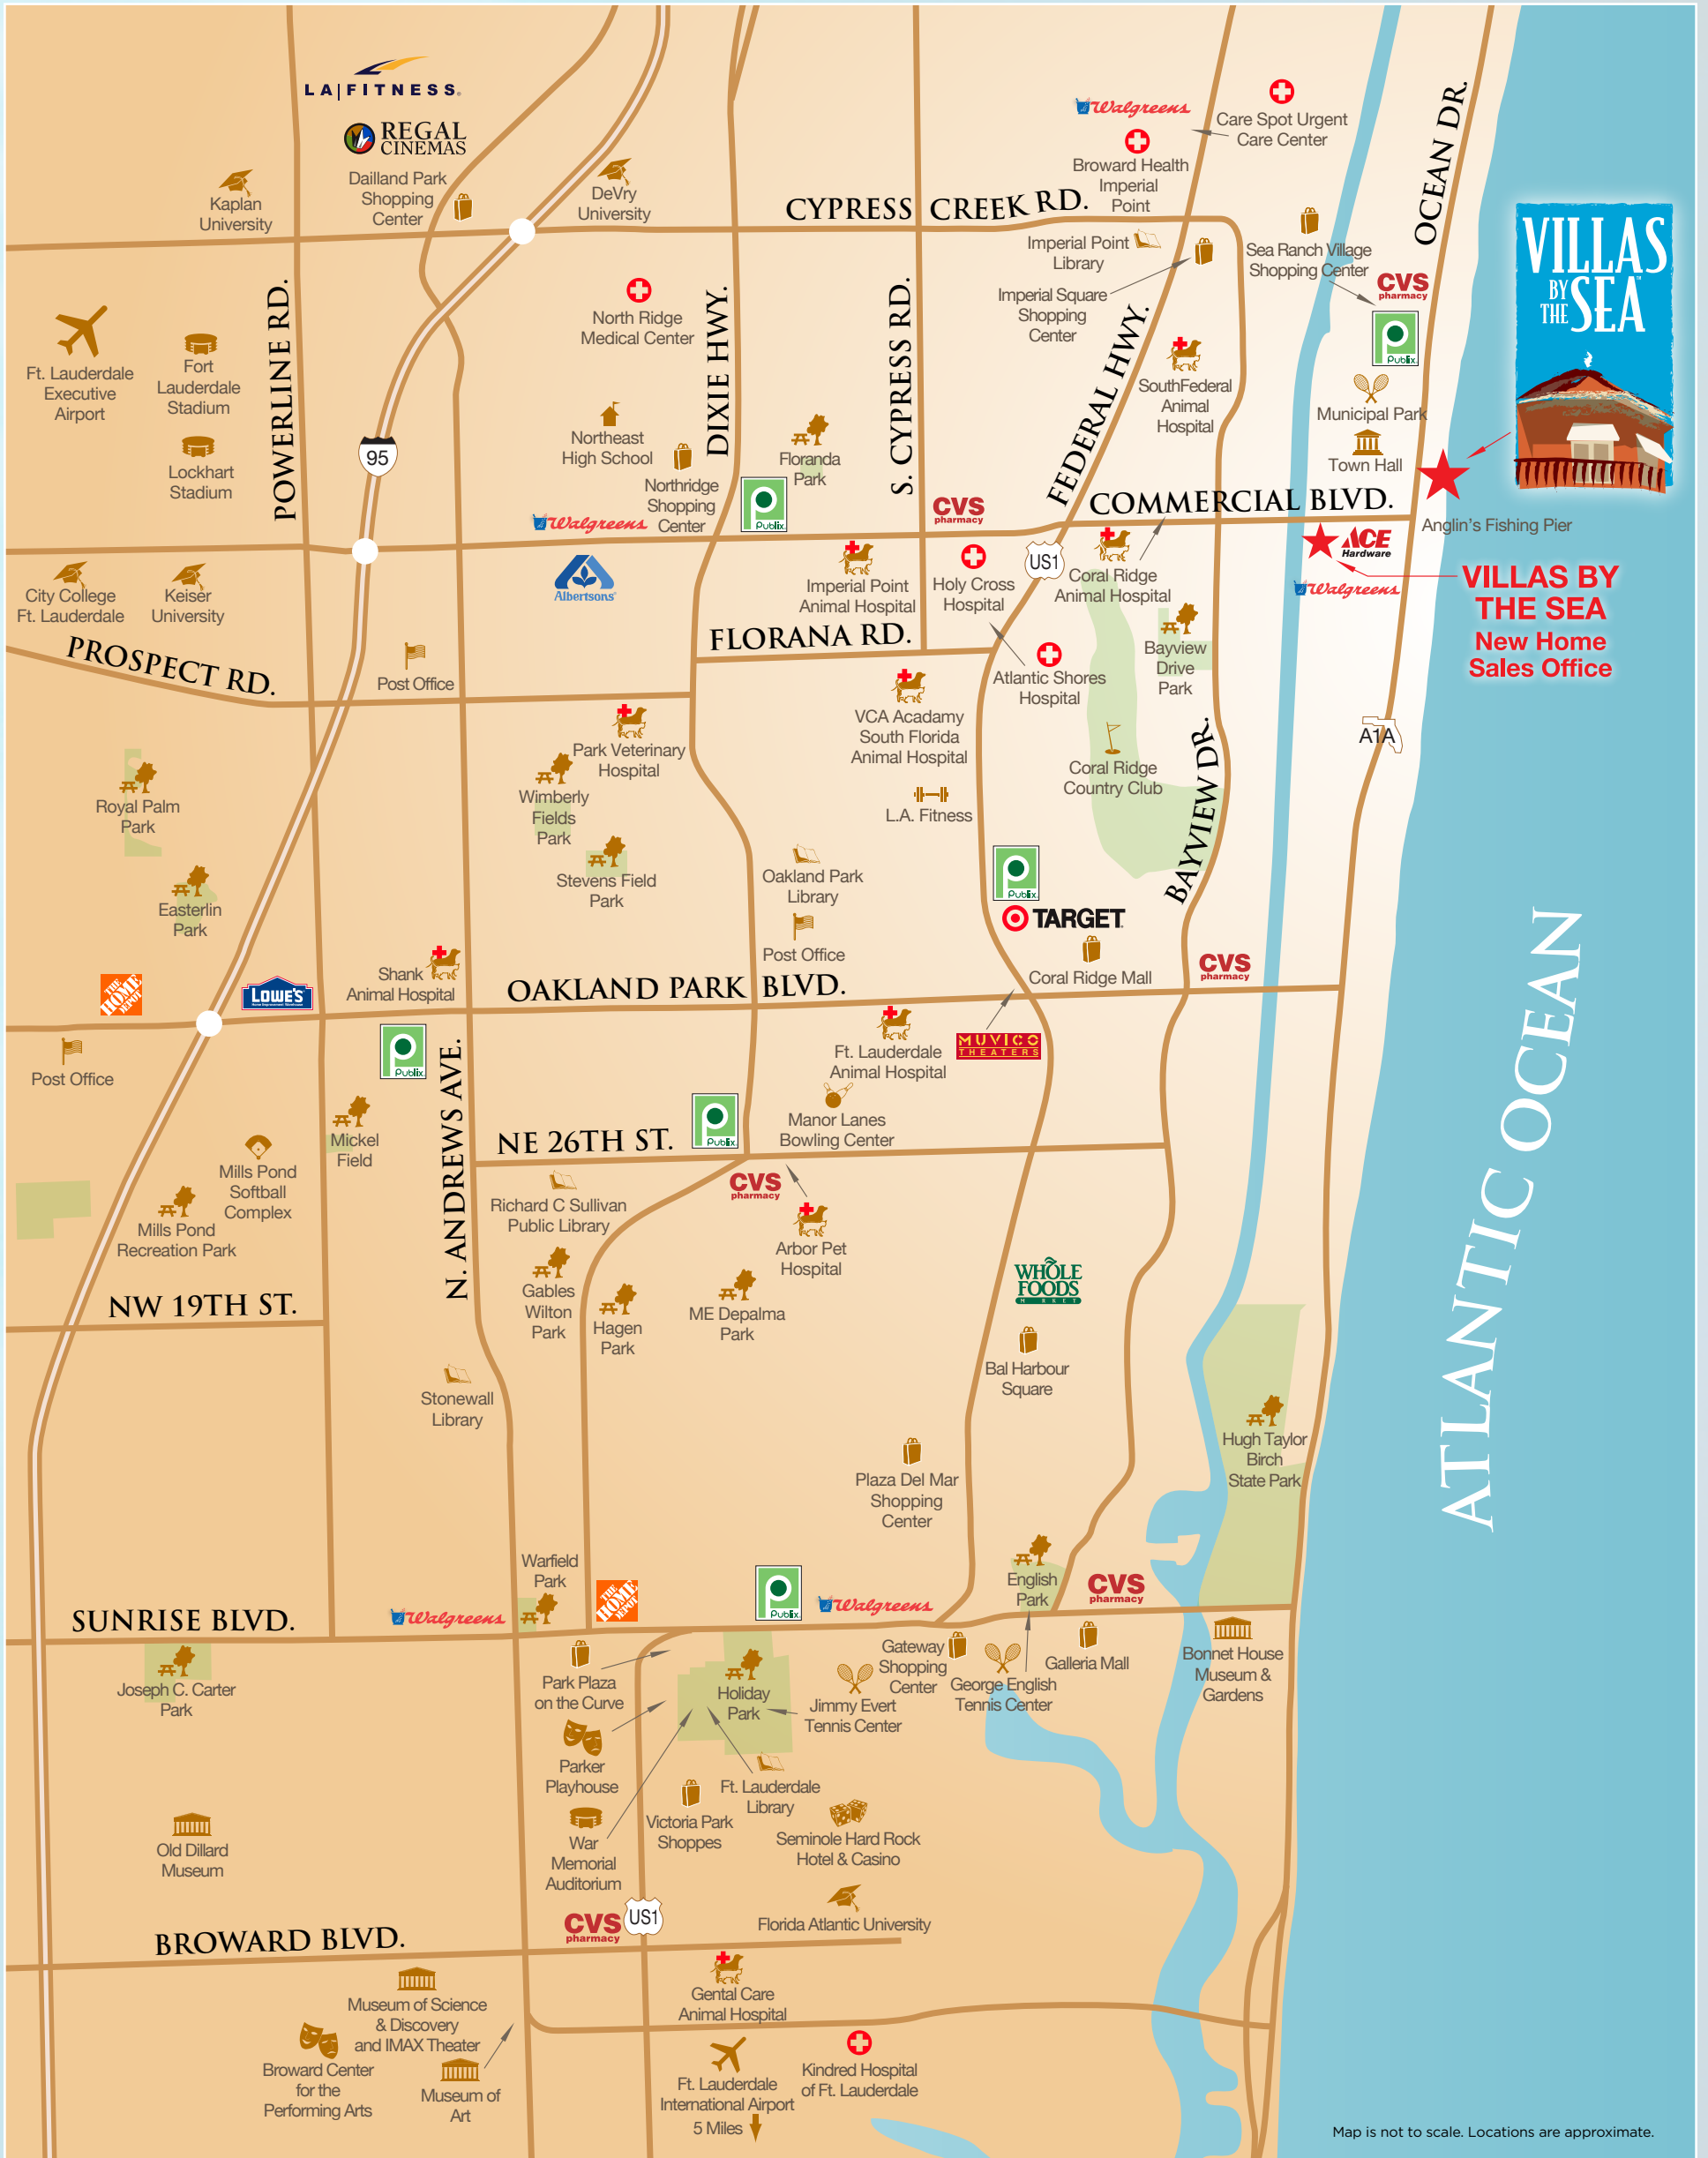 LA|FITNESS
REGAL
CINEMAS
Dailland Park
Shopping
Center
Kaplan
University
DeVry
University
Walgreens
Care Spot Urgent
Care Center
Broward Health
Imperial
Point
OCEAN DR.
CYPRESS CREEK RD.
Imperial Point
Library
Sea Ranch Village
Shopping Center
Imperial Square
Shopping
Center
CVS
pharmacy
Publix.
VILLAS
BY
THE
SEA
POWERLINE RD.
DIXIE HWY.
S. CYPRESS RD.
FEDERAL HWY.
North Ridge
Medical Center
Ft. Lauderdale
Executive
Airport
Fort
Lauderdale
Stadium
Lockhart
Stadium
95
SouthFederal
Animal
Hospital
Municipal Park
Town Hall
Northeast
High School
Northridge
Shopping
Center
Floranda
Park
Publix.
Walgreens
CVS
pharmacy
COMMERCIAL BLVD.
Anglin's Fishing Pier
ACE
Hardware
Walgreens
VILLAS BY
THE SEA
New Home
Sales Office
US1
Albertsons
Imperial Point
Animal Hospital
Holy Cross
Hospital
Coral Ridge
Animal Hospital
City College
Ft. Lauderdale
Keiser
University
PROSPECT RD.
Post Office
FLORANA RD.
Bayview
Drive
Park
Atlantic Shores
Hospital
VCA Acadamy
South Florida
Animal Hospital
Park Veterinary
Hospital
A1A
Wimberly
Fields
Park
Coral Ridge
Country Club
BAYVIEW DR.
Royal Palm
Park
L.A. Fitness
Stevens Field
Park
Oakland Park
Library
Publix.
Easterlin
Park
TARGET
Post Office
Coral Ridge Mall
CVS
pharmacy
Shank
Animal Hospital
THE
HOME
DEPOT
LOWE'S
OAKLAND PARK BLVD.
ATLANTIC OCEAN
MUVICO
THEATERS
Publix.
Post Office
Ft. Lauderdale
Animal Hospital
N. ANDREWS AVE.
Publix.
Manor Lanes
Bowling Center
Mickel
Field
NE 26TH ST.
Mills Pond
Softball
Complex
CVS
pharmacy
Richard C Sullivan
Public Library
Mills Pond
Recreation Park
Arbor Pet
Hospital
WHOLE
FOODS
MARKET
NW 19TH ST.
Gables
Wilton
Park
Hagen
Park
ME Depalma
Park
Bal Harbour
Square
Stonewall
Library
Hugh Taylor
Birch
State Park
Plaza Del Mar
Shopping
Center
Warfield
Park
THE
HOME
DEPOT
Publix.
Walgreens
English
Park
CVS
pharmacy
SUNRISE BLVD.
Walgreens
Joseph C. Carter
Park
Park Plaza
on the Curve
Holiday
Park
Jimmy Evert
Tennis Center
Gateway
Shopping
Center
George English
Tennis Center
Galleria Mall
Bonnet House
Museum &
Gardens
Parker
Playhouse
Ft. Lauderdale
Library
Victoria Park
Shoppes
War
Memorial
Auditorium
Seminole Hard Rock
Hotel & Casino
Old Dillard
Museum
Florida Atlantic University
CVS
pharmacy
US1
BROWARD BLVD.
Gental Care
Animal Hospital
Museum of Science
& Discovery
and IMAX Theater
Broward Center
for the
Performing Arts
Museum of
Art
Ft. Lauderdale
International Airport
5 Miles
Kindred Hospital
of Ft. Lauderdale
Map is not to scale. Locations are approximate.